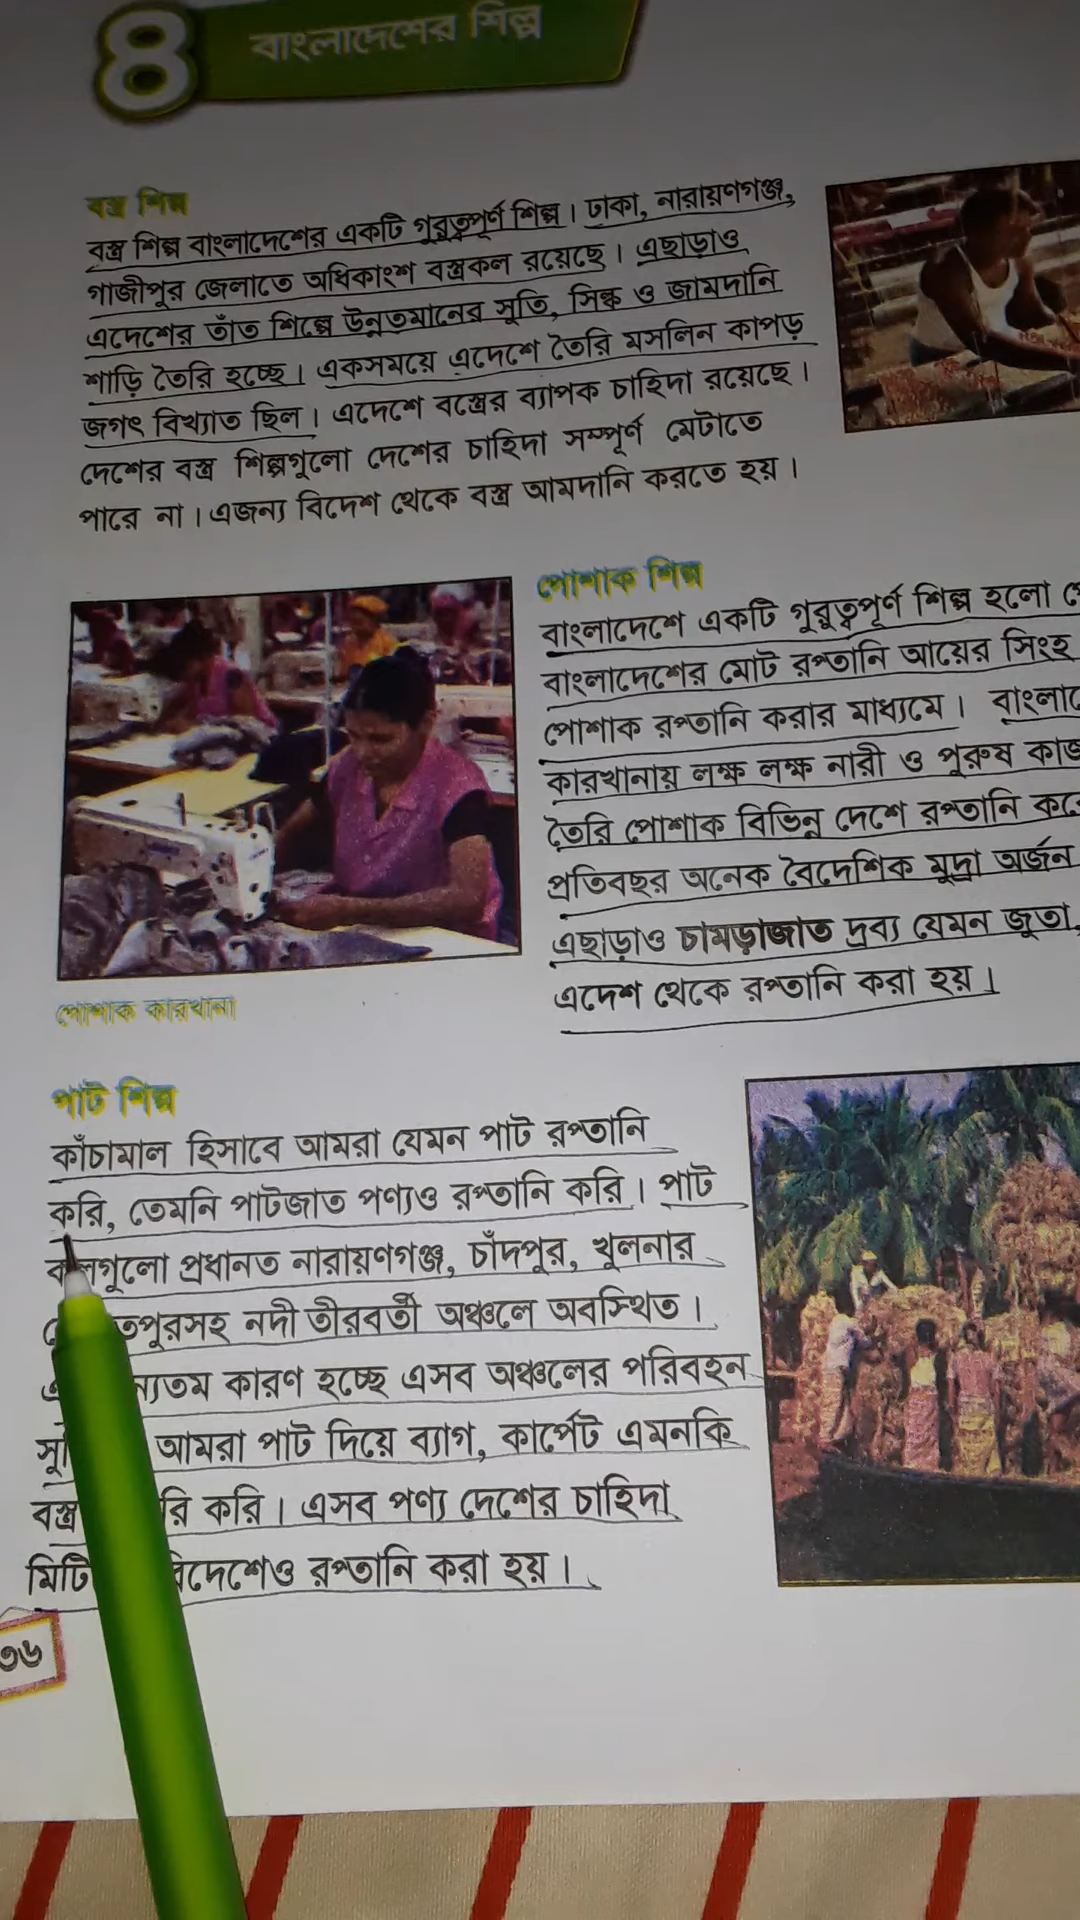 8 বাংলাদেশের শিল্প
বস্ত্র শিল্প
বস্ত্র শিল্প বাংলাদেশের একটি গুরুত্বপূর্ণ শিল্প। ঢাকা, নারায়ণগঞ্জ,
গাজীপুর জেলাতে অধিকাংশ বস্ত্রকল রয়েছে। এছাড়াও
এদেশের তাঁত শিল্পে উন্নতমানের সুতি, সিল্ক ও জামদানি
শাড়ি তৈরি হচ্ছে। একসময়ে এদেশে তৈরি মসলিন কাপড়
জগৎ বিখ্যাত ছিল। এদেশে বস্ত্রের ব্যাপক চাহিদা রয়েছে।
দেশের বস্ত্র শিল্পগুলো দেশের চাহিদা সম্পূর্ণ মেটাতে
পারে না। এজন্য বিদেশ থেকে বস্ত্র আমদানি করতে হয়।
পোশাক শিল্প
বাংলাদেশে একটি গুরুত্বপূর্ণ শিল্প হলো
বাংলাদেশের মোট রপ্তানি আয়ের সিংহ
পোশাক রপ্তানি করার মাধ্যমে। বাংলাদে
কারখানায় লক্ষ লক্ষ নারী ও পুরুষ কাজ
তৈরি পোশাক বিভিন্ন দেশে রপ্তানি করে
প্রতিবছর অনেক বৈদেশিক মুদ্রা অর্জন
এছাড়াও চামড়াজাত দ্রব্য যেমন জুতা,
এদেশ থেকে রপ্তানি করা হয়।
পোশাক কারখানা
পাট শিল্প
কাঁচামাল হিসাবে আমরা যেমন পাট রপ্তানি
করি, তেমনি পাটজাত পণ্যও রপ্তানি করি। পাট
কলগুলো প্রধানত নারায়ণগঞ্জ, চাঁদপুর, খুলনার
তপুরসহ নদী তীরবর্তী অঞ্চলে অবস্থিত।
ন্যতম কারণ হচ্ছে এসব অঞ্চলের পরিবহন
আমরা পাট দিয়ে ব্যাগ, কার্পেট এমনকি
বস্ত্র রি করি। এসব পণ্য দেশের চাহিদা
মিটি বিদেশেও রপ্তানি করা হয়।
৩৬